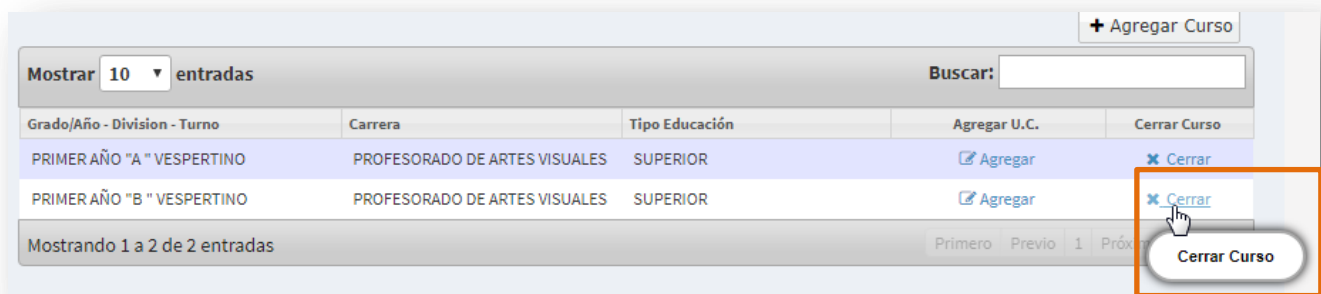 + Agregar Curso
Mostrar 10 entradas Buscar:
Grado/Año - Division - Turno Carrera Tipo Educación Agregar U.C. Cerrar Curso
PRIMER AÑO "A " VESPERTINO PROFESORADO DE ARTES VISUALES SUPERIOR Agregar Cerrar
PRIMER AÑO "B " VESPERTINO PROFESORADO DE ARTES VISUALES SUPERIOR Agregar Cerrar
Mostrando 1 a 2 de 2 entradas Primero Previo 1
Cerrar Curso